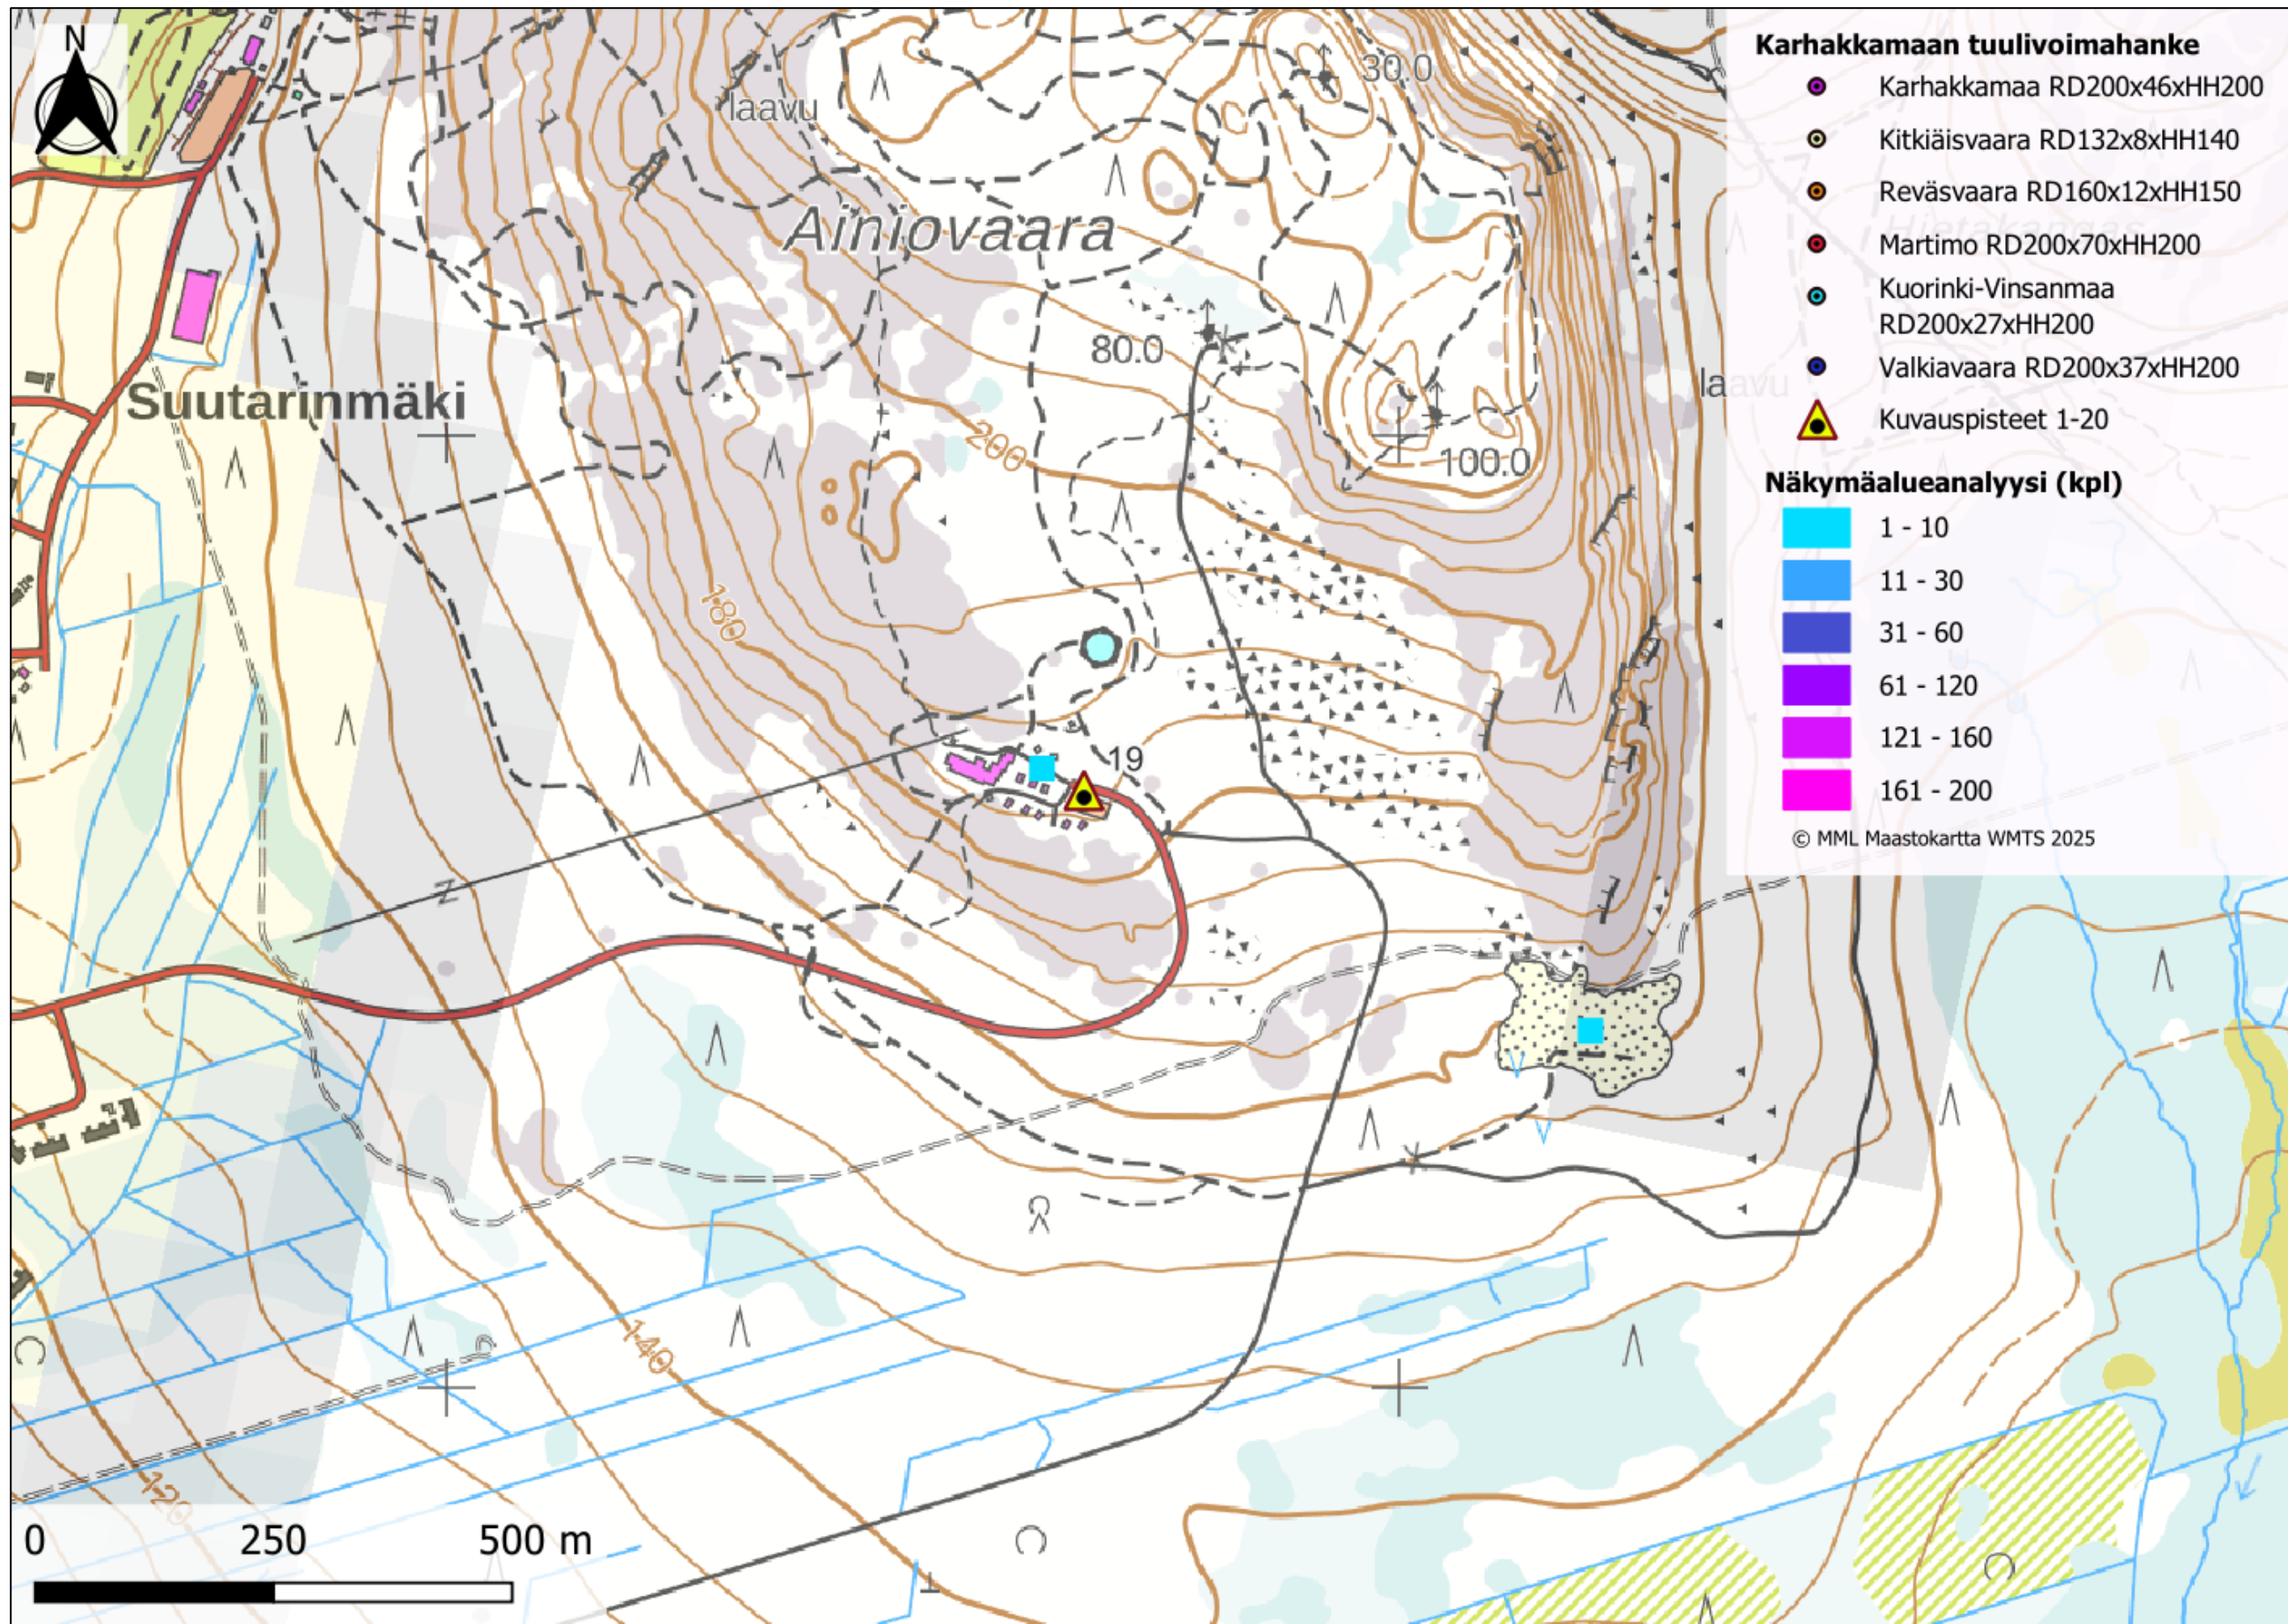 N
laavu
30.0
Ainiovaara
80.0
Suutarinmäki
laavu
200
100.0
180
19
140
120
0 250 500 m
Karhakkamaan tuulivoimahanke
Karhakkamaa RD200x46xHH200
Kitkiäisvaara RD132x8xHH140
Reväsvaara RD160x12xHH150
Hietakangas
Martimo RD200x70xHH200
Kuorinki-Vinsanmaa
RD200x27xHH200
Valkiavaara RD200x37xHH200
Kuvauspisteet 1-20
Näkymäalueanalyysi (kpl)
1 - 10
11 - 30
31 - 60
61 - 120
121 - 160
161 - 200
© MML Maastokartta WMTS 2025